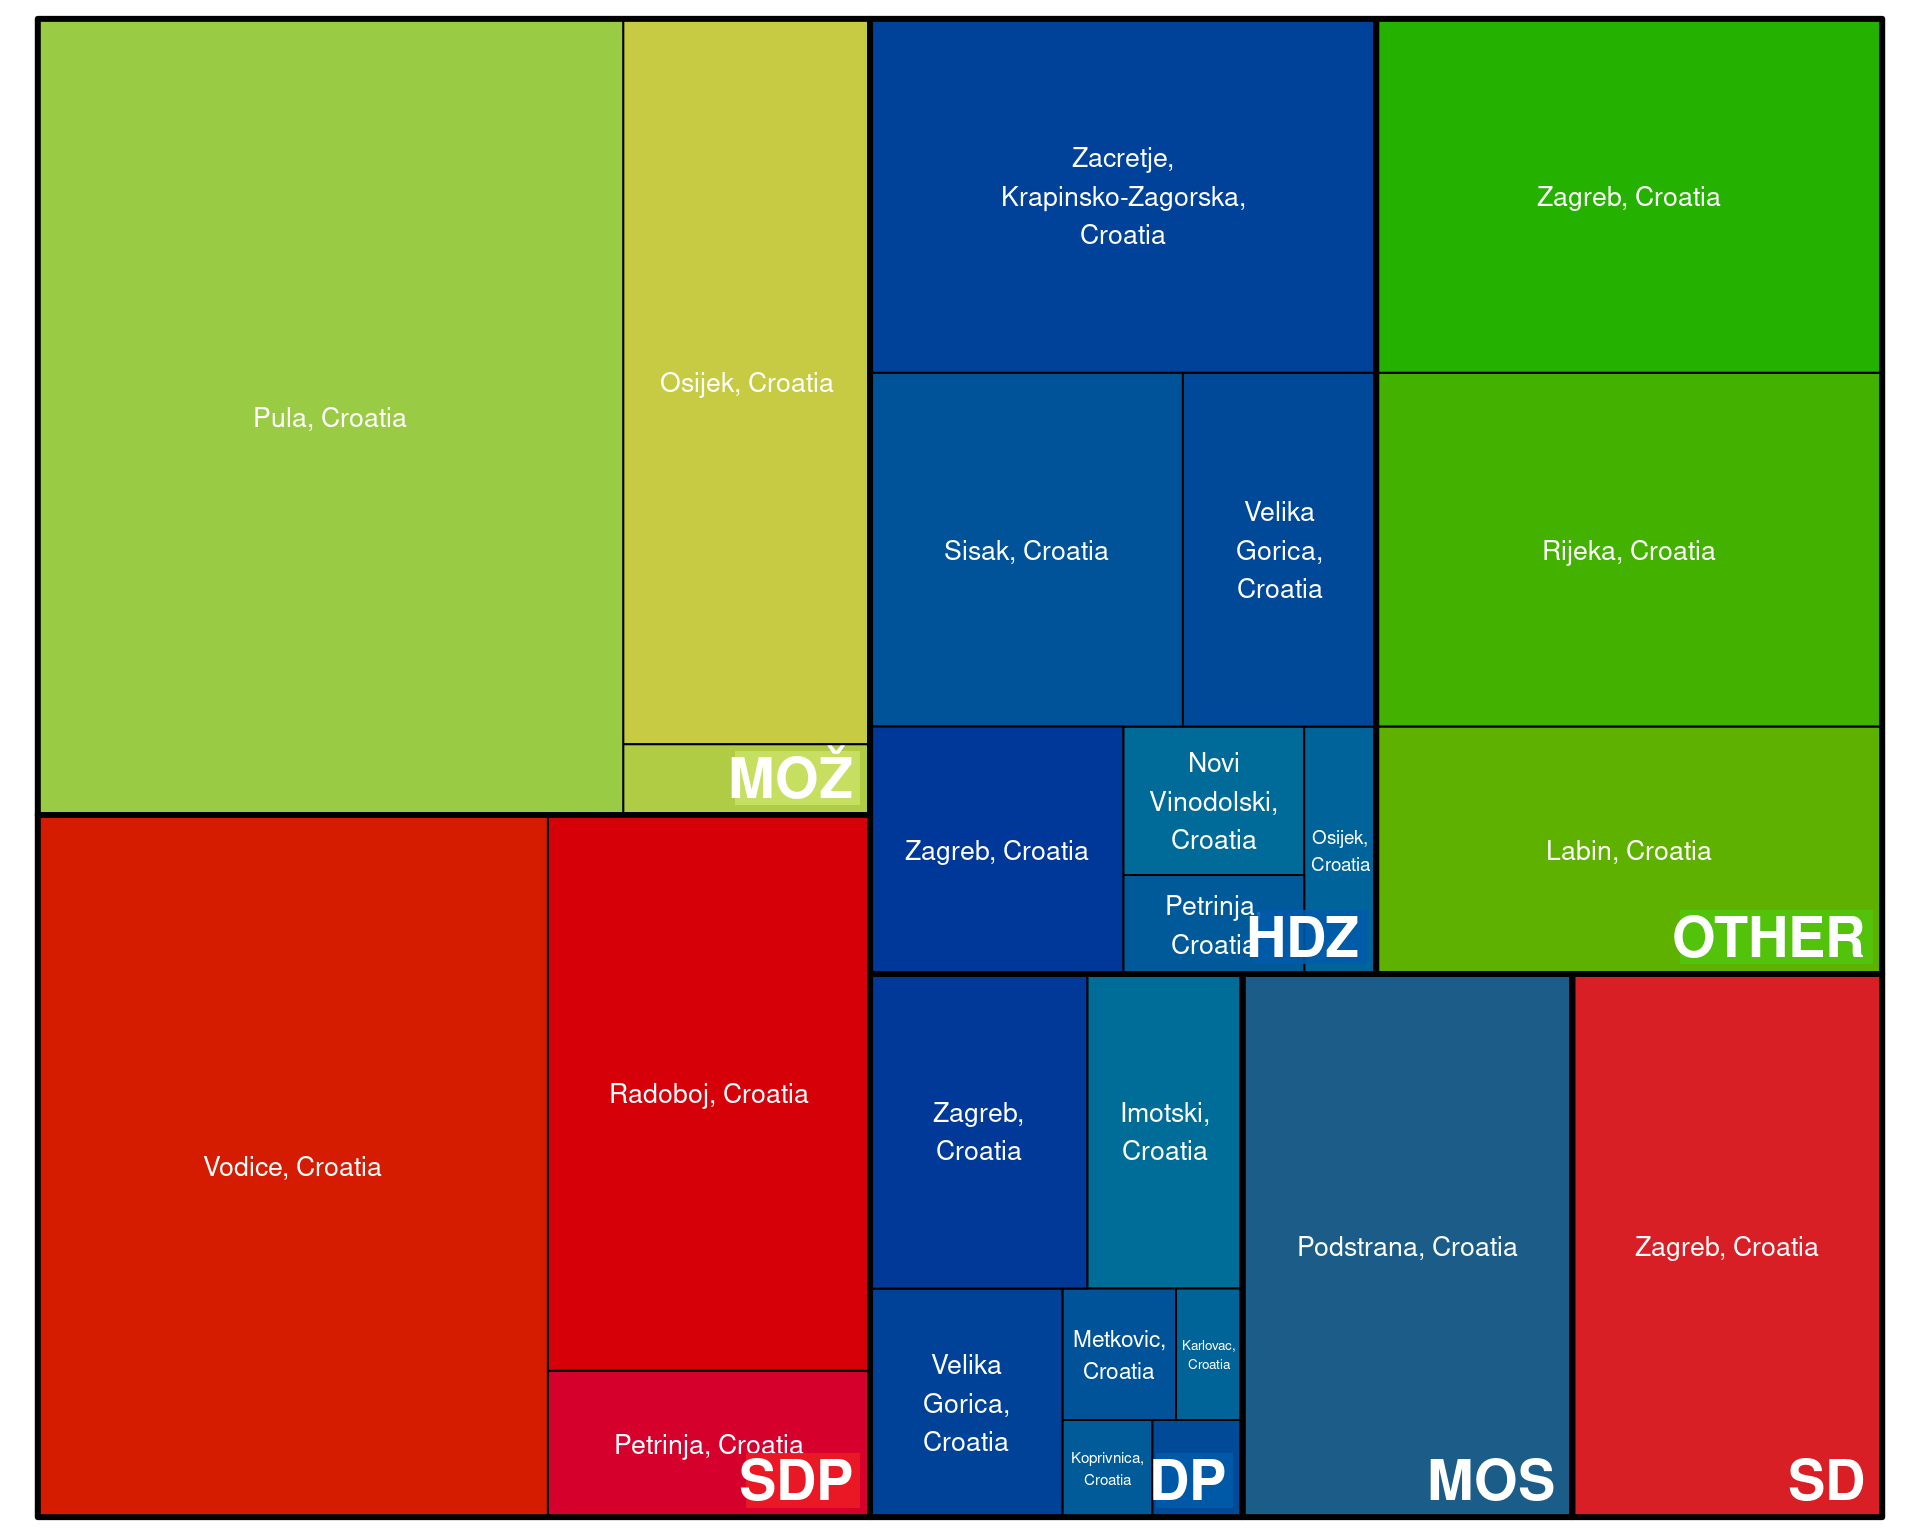 Pula, Croatia
Osijek, Croatia
MOŽ
Zacretje,
Krapinsko-Zagorska,
Croatia
Sisak, Croatia
Velika
Gorica,
Croatia
Zagreb, Croatia
Novi
Vinodolski,
Croatia
Osijek,
Croatia
Petrinja,
Croatia
HDZ
Zagreb, Croatia
Rijeka, Croatia
Labin, Croatia
OTHER
Vodice, Croatia
Radoboj, Croatia
Petrinja, Croatia
SDP
Zagreb,
Croatia
Imotski,
Croatia
Velika
Gorica,
Croatia
Metkovic,
Croatia
Karlovac,
Croatia
Koprivnica,
Croatia
DP
Podstrana, Croatia
MOS
Zagreb, Croatia
SD